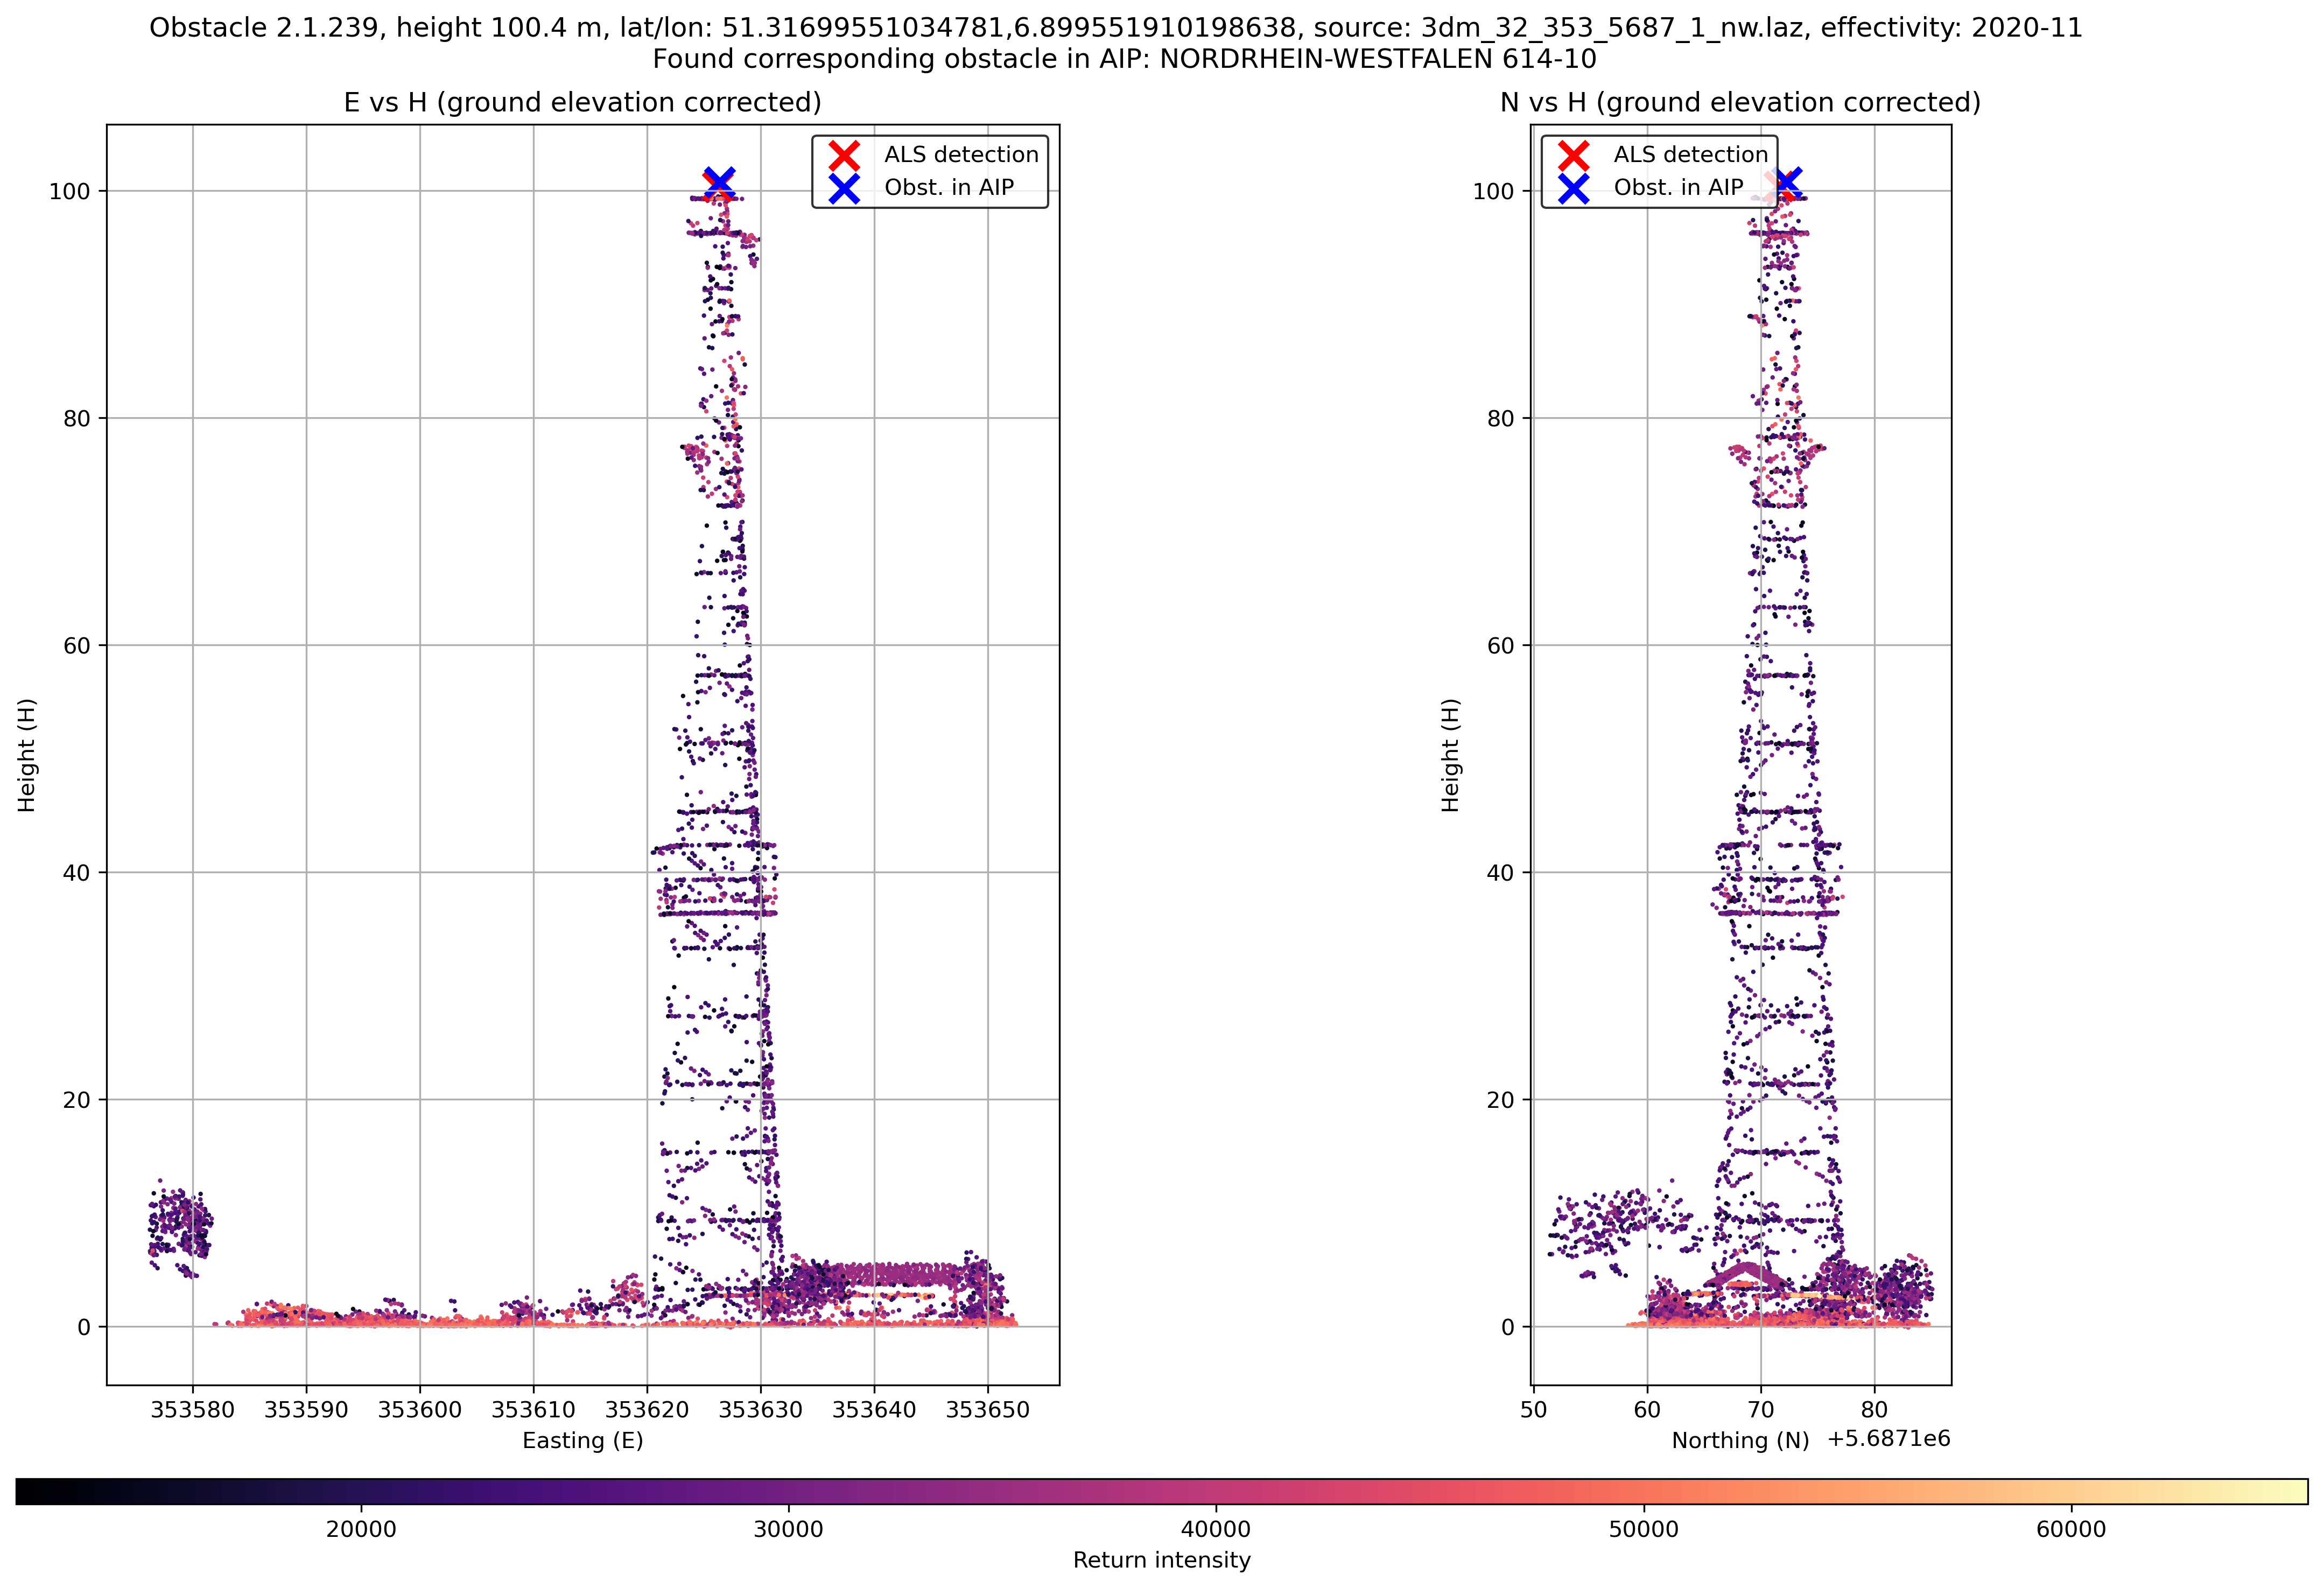 Obstacle 2.1.239, height 100.4 m, lat/lon: 51.31699551034781,6.899551910198638, source: 3dm_32_353_5687_1_nw.laz, effectivity: 2020-11
Found corresponding obstacle in AIP: NORDRHEIN-WESTFALEN 614-10
E vs H (ground elevation corrected)
ALS detection
Obst. in AIP
100
80
60
40
20
0
Height (H)
353580 353590 353600 353610 353620 353630 353640 353650
Easting (E)
N vs H (ground elevation corrected)
ALS detection
Obst. in AIP
100
80
60
40
20
0
Height (H)
50 60 70 80
Northing (N) +5.6871e6
20000 30000 40000 50000 60000
Return intensity